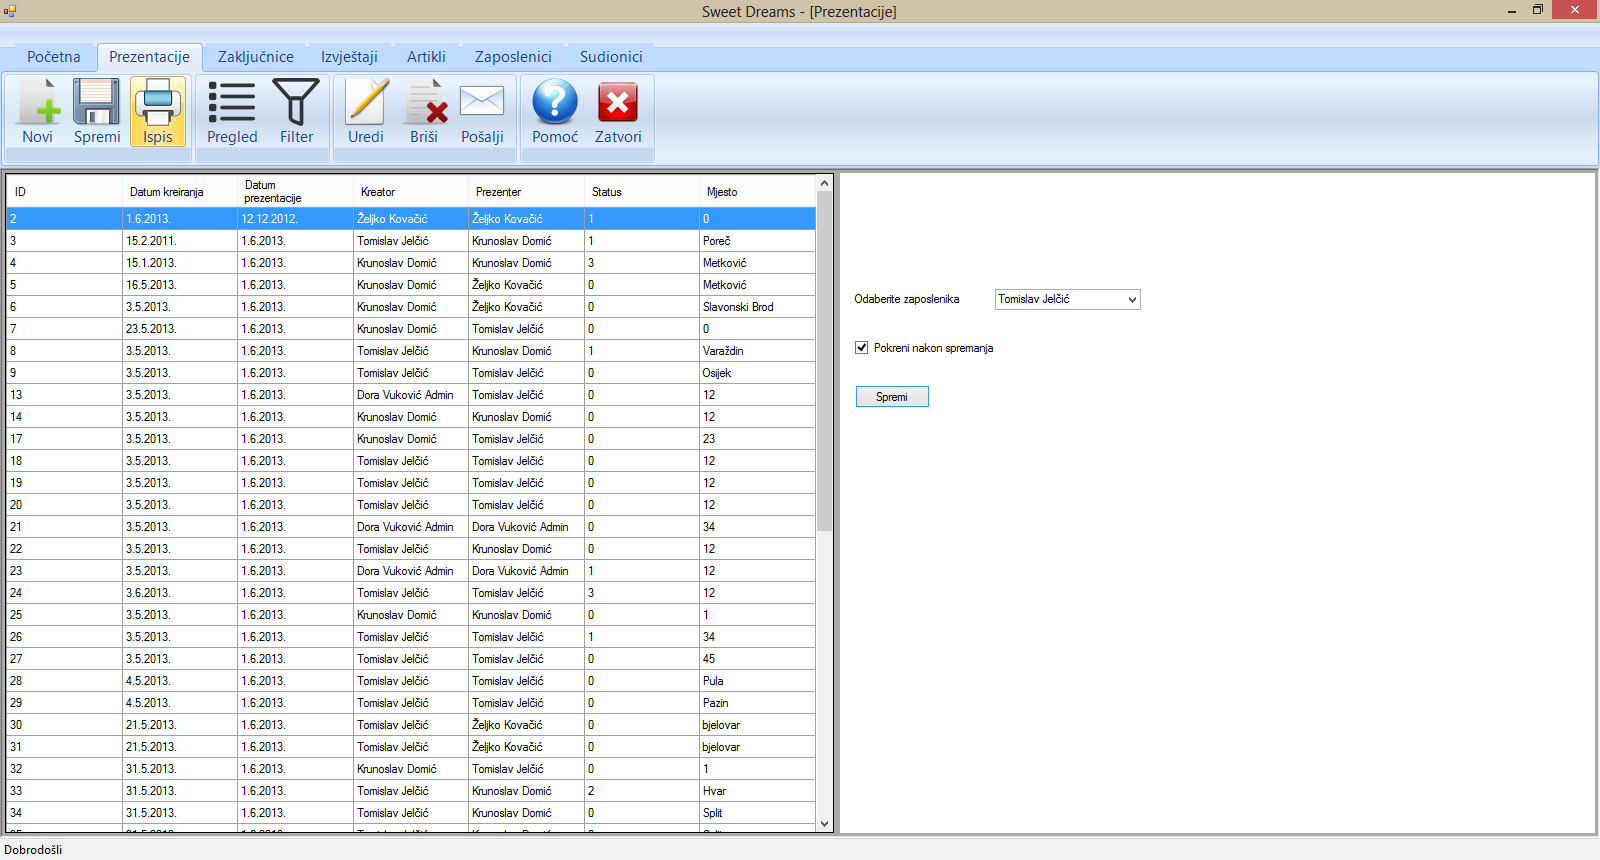 Sweet Dreams - [Prezentacije]
Početna Prezentacije Zaključnice Izvještaji Artikli Zaposlenici Sudionici
Novi Spremi Ispis Pregled Filter Uredi Briši Pošalji Pomoć Zatvori
ID Datum kreiranja Datum prezentacije Kreator Prezenter Status Mjesto
2 1.6.2013. 12.12.2012. Željko Kovačić Željko Kovačić 1 0
3 15.2.2011. 1.6.2013. Tomislav Jelčić Krunoslav Domić 1 Poreč
4 15.1.2013. 1.6.2013. Krunoslav Domić Krunoslav Domić 3 Metković
5 16.5.2013. 1.6.2013. Krunoslav Domić Željko Kovačić 0 Metković
6 3.5.2013. 1.6.2013. Krunoslav Domić Željko Kovačić 0 Slavonski Brod
7 23.5.2013. 1.6.2013. Krunoslav Domić Tomislav Jelčić 0 0
8 3.5.2013. 1.6.2013. Tomislav Jelčić Krunoslav Domić 1 Varaždin
9 3.5.2013. 1.6.2013. Tomislav Jelčić Tomislav Jelčić 0 Osijek
13 3.5.2013. 1.6.2013. Dora Vuković Admin Tomislav Jelčić 0 12
14 3.5.2013. 1.6.2013. Krunoslav Domić Krunoslav Domić 0 12
17 3.5.2013. 1.6.2013. Krunoslav Domić Tomislav Jelčić 0 23
18 3.5.2013. 1.6.2013. Tomislav Jelčić Tomislav Jelčić 0 12
19 3.5.2013. 1.6.2013. Tomislav Jelčić Tomislav Jelčić 0 12
20 3.5.2013. 1.6.2013. Tomislav Jelčić Tomislav Jelčić 0 12
21 3.5.2013. 1.6.2013. Dora Vuković Admin Dora Vuković Admin 0 34
22 3.5.2013. 1.6.2013. Tomislav Jelčić Krunoslav Domić 0 12
23 3.5.2013. 1.6.2013. Dora Vuković Admin Dora Vuković Admin 1 12
24 3.6.2013. 1.6.2013. Tomislav Jelčić Tomislav Jelčić 3 12
25 3.5.2013. 1.6.2013. Krunoslav Domić Krunoslav Domić 0 1
26 3.5.2013. 1.6.2013. Tomislav Jelčić Tomislav Jelčić 1 34
27 3.5.2013. 1.6.2013. Tomislav Jelčić Tomislav Jelčić 0 45
28 4.5.2013. 1.6.2013. Tomislav Jelčić Tomislav Jelčić 0 Pula
29 4.5.2013. 1.6.2013. Tomislav Jelčić Tomislav Jelčić 0 Pazin
30 21.5.2013. 1.6.2013. Tomislav Jelčić Željko Kovačić 0 bjelovar
31 21.5.2013. 1.6.2013. Tomislav Jelčić Željko Kovačić 0 bjelovar
32 31.5.2013. 1.6.2013. Krunoslav Domić Tomislav Jelčić 0 1
33 31.5.2013. 1.6.2013. Tomislav Jelčić Krunoslav Domić 2 Hvar
34 31.5.2013. 1.6.2013. Tomislav Jelčić Krunoslav Domić 0 Split
Odaberite zaposlenika Tomislav Jelčić
Pokreni nakon spremanja
Spremi
Dobrodošli